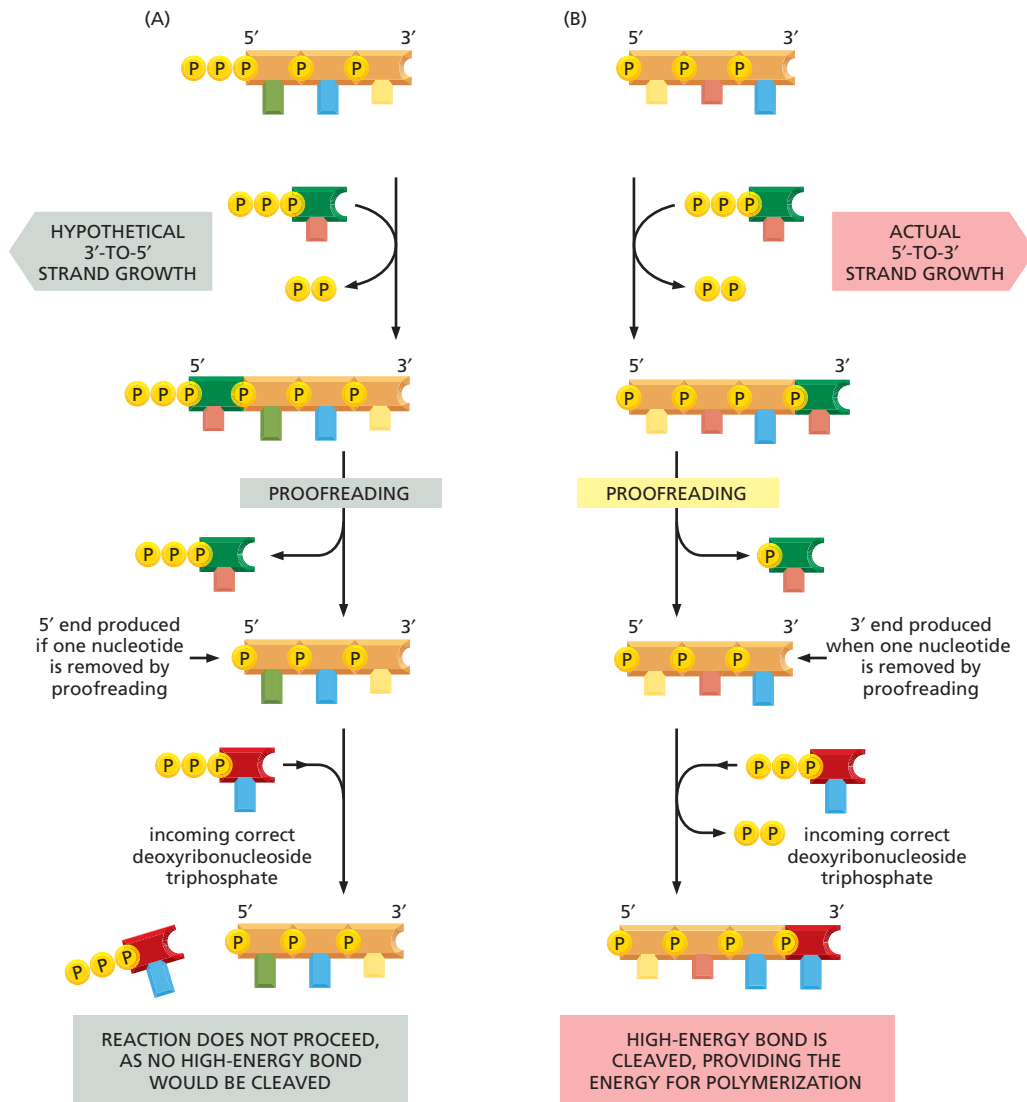 (A)
5′ 3′
P P P P P
HYPOTHETICAL
3′-TO-5′
STRAND GROWTH
P P P
P P
5′ 3′
P P P P P P
PROOFREADING
P P P
5′ end produced
if one nucleotide
is removed by
proofreading
5′ 3′
P P P
P P P
incoming correct
deoxyribonucleoside
triphosphate
5′ 3′
P P P
P P P
REACTION DOES NOT PROCEED,
AS NO HIGH-ENERGY BOND
WOULD BE CLEAVED
(B)
5′ 3′
P P P
P P P
P P
ACTUAL
5′-TO-3′
STRAND GROWTH
5′ 3′
P P P P
PROOFREADING
P
5′ 3′
P P P
3′ end produced
when one nucleotide
is removed by
proofreading
P P P
P P
incoming correct
deoxyribonucleoside
triphosphate
5′ 3′
P P P P
HIGH-ENERGY BOND IS
CLEAVED, PROVIDING THE
ENERGY FOR POLYMERIZATION